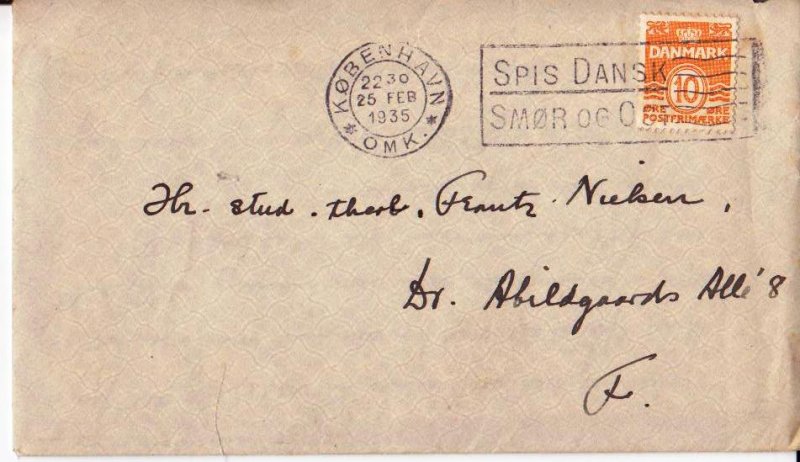 KØBENHAVN
22 30
25 FEB
1935
* OMK. *
SPIS DANSK
SMØR OG
DANMARK
10
ØRE ØRE
POSTFRIMÆRKE
Hr. stud. theol. Frantz Nielsen,
Dr. Abildgaards Allé 8
F.